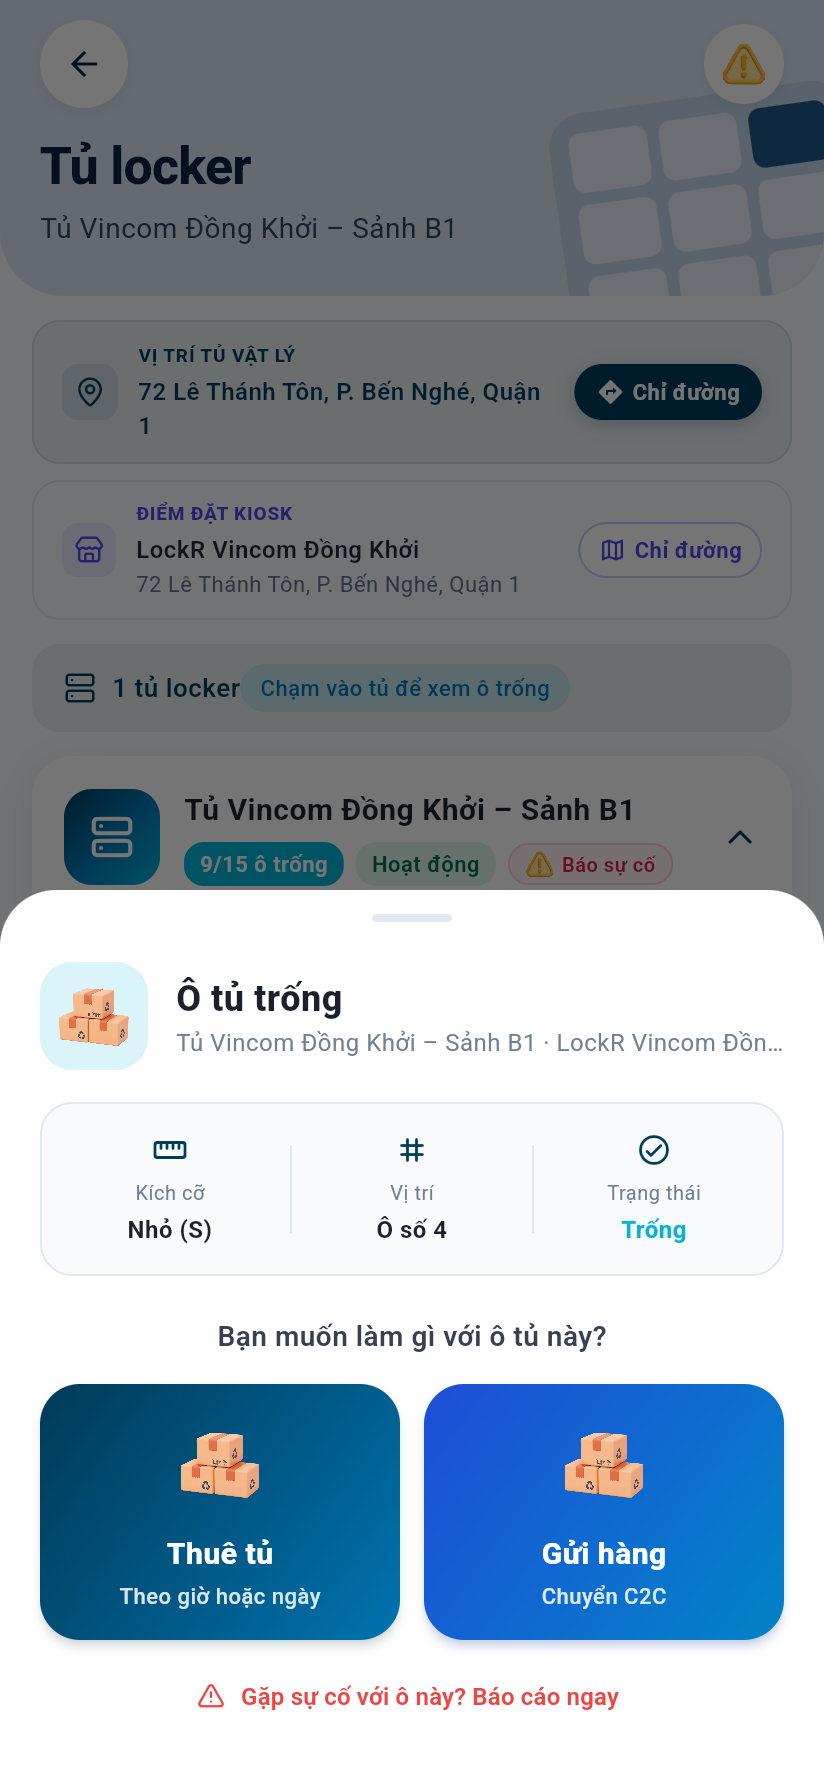 Tủ locker
Tủ Vincom Đồng Khởi – Sảnh B1
VỊ TRÍ TỦ VẬT LÝ
72 Lê Thánh Tôn, P. Bến Nghé, Quận
1
Chỉ đường
ĐIỂM ĐẶT KIOSK
LockR Vincom Đồng Khởi
72 Lê Thánh Tôn, P. Bến Nghé, Quận 1
Chỉ đường
1 tủ locker
Chạm vào tủ để xem ô trống
Tủ Vincom Đồng Khởi – Sảnh B1
9/15 ô trống
Hoạt động
Báo sự cố
Ô tủ trống
Tủ Vincom Đồng Khởi – Sảnh B1 · LockR Vincom Đồn...
Kích cỡ
Nhỏ (S)
Vị trí
Ô số 4
Trạng thái
Trống
Bạn muốn làm gì với ô tủ này?
Thuê tủ
Theo giờ hoặc ngày
Gửi hàng
Chuyển C2C
Gặp sự cố với ô này? Báo cáo ngay